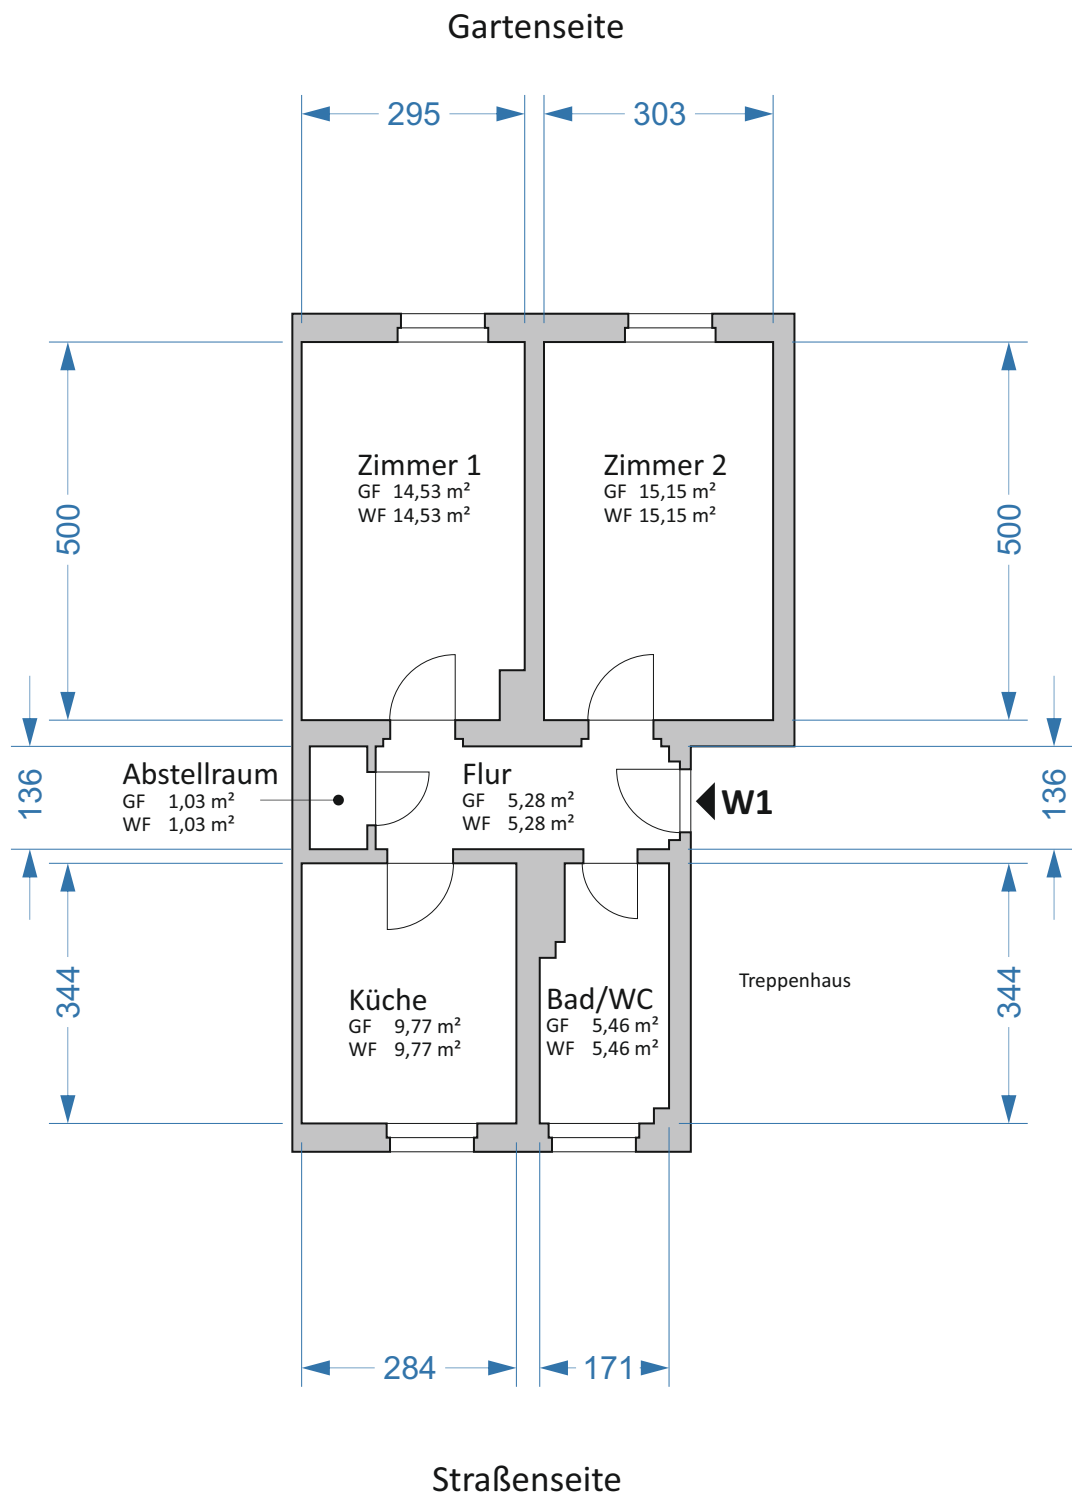 Gartenseite
295
303
Zimmer 1
GF 14,53 m²
WF 14,53 m²
Zimmer 2
GF 15,15 m²
WF 15,15 m²
500
500
Abstellraum
GF 1,03 m²
WF 1,03 m²
Flur
GF 5,28 m²
WF 5,28 m²
W1
136
136
Küche
GF 9,77 m²
WF 9,77 m²
Bad/WC
GF 5,46 m²
WF 5,46 m²
Treppenhaus
344
344
284
171
Straßenseite